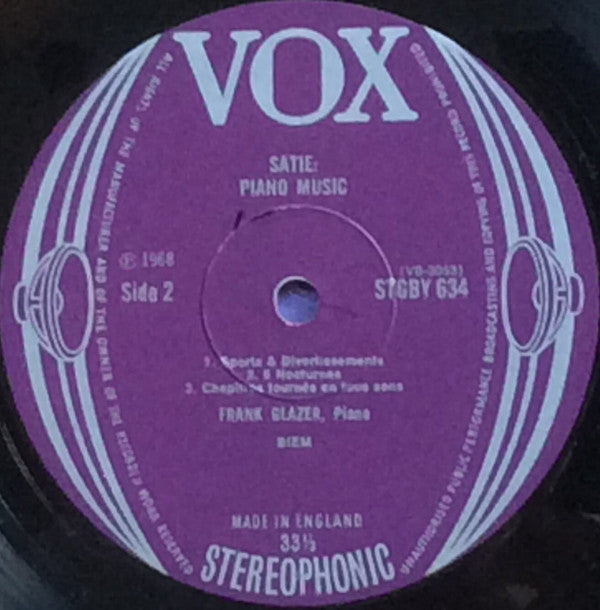 VOX
SATIE:
PIANO MUSIC
℗ 1968
Side 2
(VB-3053)
STGBY 634
1. Sports & Divertissements
2. 5 Nocturnes
3. Chapitres tournés en tous sens
FRANK GLAZER, Piano
BIEM
MADE IN ENGLAND
33⅓
STEREOPHONIC
ALL RIGHTS OF THE MANUFACTURER AND OF THE OWNER OF THE RECORDED WORK RESERVED
UNAUTHORISED PUBLIC PERFORMANCE BROADCASTING AND COPYING OF THIS RECORD PROHIBITED